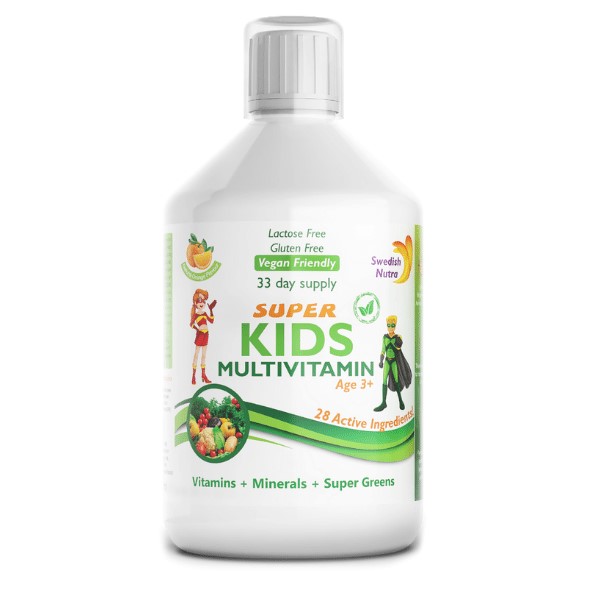 Lactose Free
Gluten Free
Vegan Friendly
33 day supply
Swedish
Nutra
SUPER
KIDS
MULTIVITAMIN
Age 3+
28 Active Ingredients!
Vitamins + Minerals + Super Greens